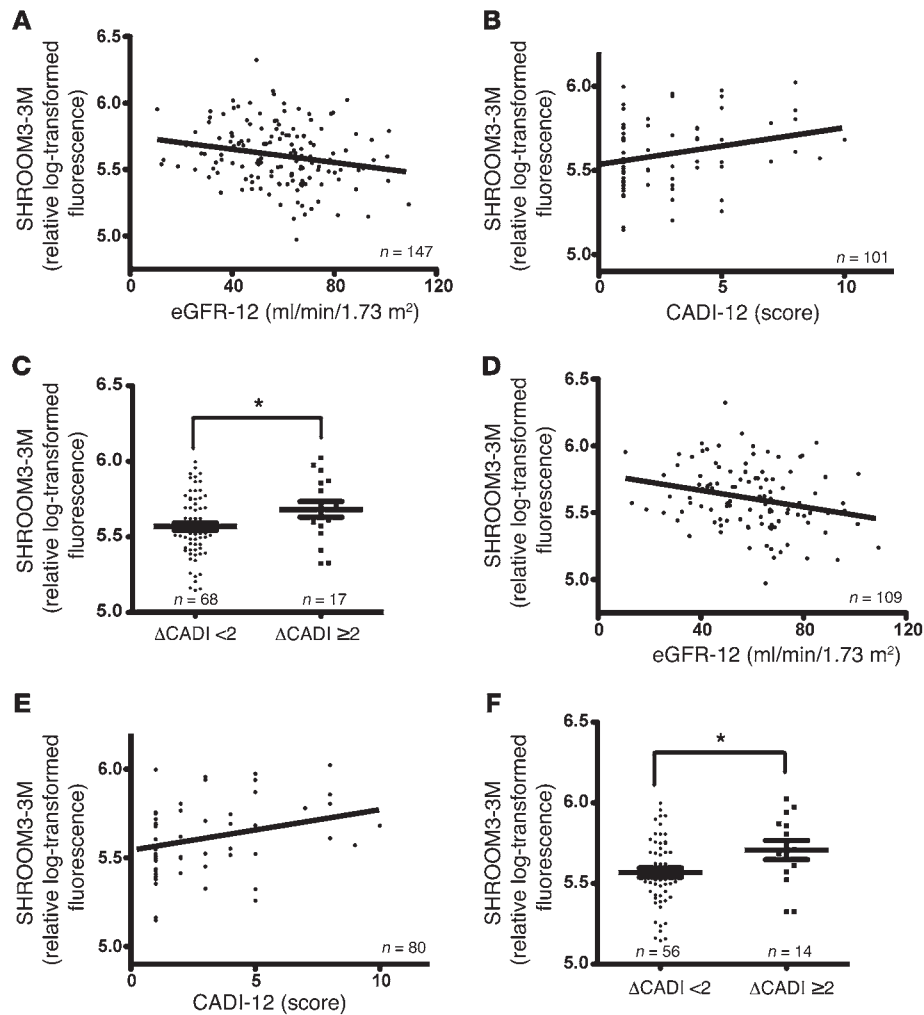 A
SHROOM3-3M
(relative log-transformed
fluorescence)
6.5
6.0
5.5
5.0
n = 147
0
40
80
120
eGFR-12 (ml/min/1.73 m²)
B
SHROOM3-3M
(relative log-transformed
fluorescence)
6.0
5.5
5.0
n = 101
0
5
10
CADI-12 (score)
C
SHROOM3-3M
(relative log-transformed
fluorescence)
6.5
6.0
5.5
5.0
*
n = 68
n = 17
ΔCADI <2
ΔCADI ≥2
D
SHROOM3-3M
(relative log-transformed
fluorescence)
6.5
6.0
5.5
5.0
n = 109
0
40
80
120
eGFR-12 (ml/min/1.73 m²)
E
SHROOM3-3M
(relative log-transformed
fluorescence)
6.0
5.5
5.0
n = 80
0
5
10
CADI-12 (score)
F
SHROOM3-3M
(relative log-transformed
fluorescence)
6.5
6.0
5.5
5.0
*
n = 56
n = 14
ΔCADI <2
ΔCADI ≥2